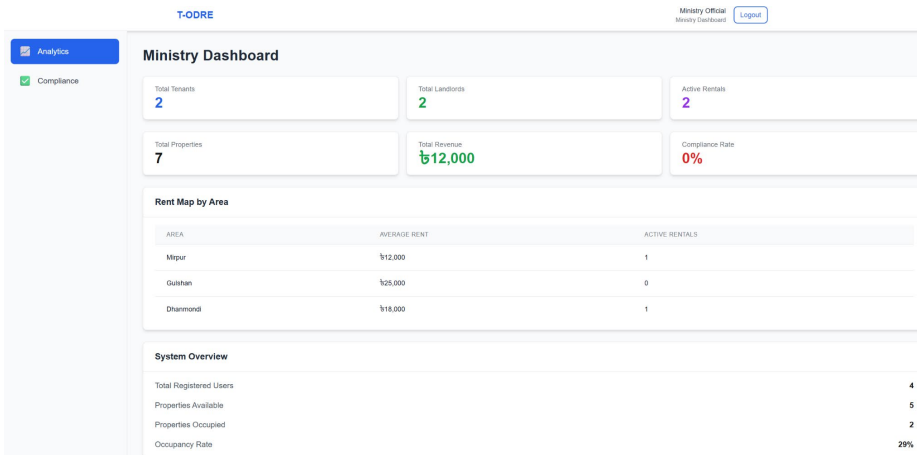 T-ODRE
Ministry Official
Ministry Dashboard
Logout
Analytics
Compliance
Ministry Dashboard
Total Tenants
2
Total Landlords
2
Active Rentals
2
Total Properties
7
Total Revenue
৳12,000
Compliance Rate
0%
Rent Map by Area
AREA AVERAGE RENT ACTIVE RENTALS
Mirpur ৳12,000 1
Gulshan ৳25,000 0
Dhanmondi ৳18,000 1
System Overview
Total Registered Users 4
Properties Available 5
Properties Occupied 2
Occupancy Rate 29%